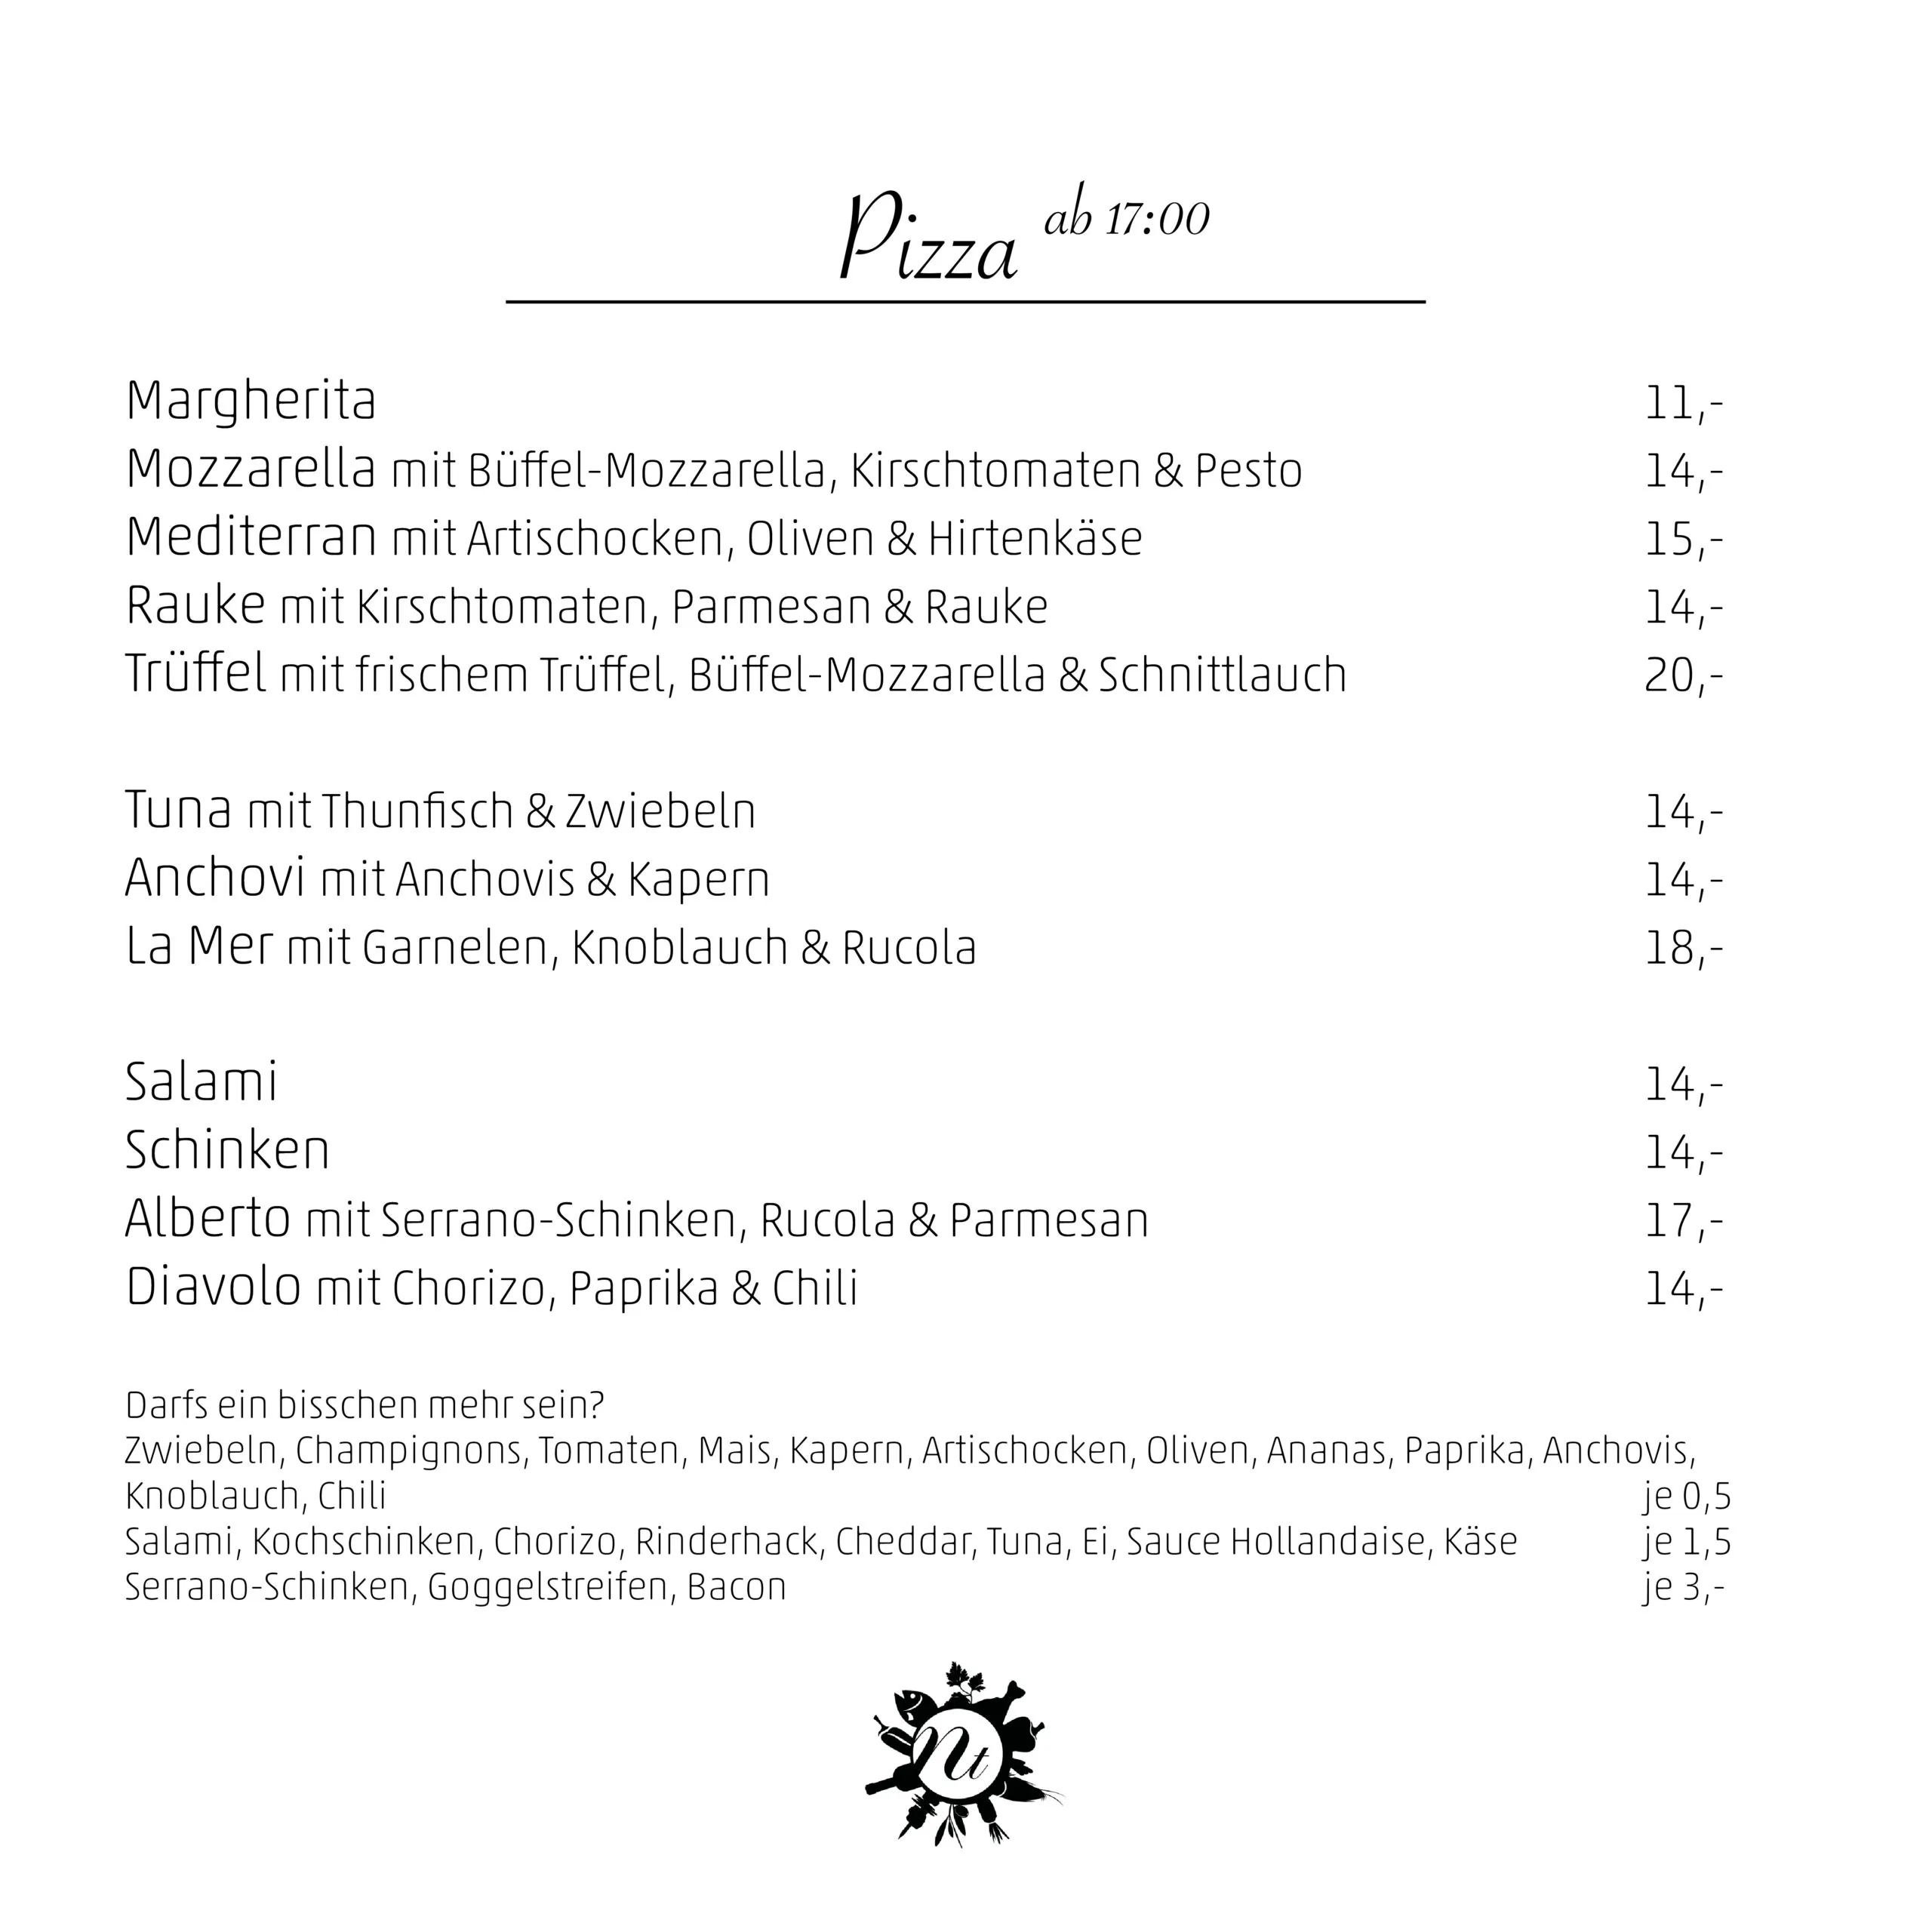 Pizza ab 17:00
Margherita 11,-
Mozzarella mit Büffel-Mozzarella, Kirschtomaten & Pesto 14,-
Mediterran mit Artischocken, Oliven & Hirtenkäse 15,-
Rauke mit Kirschtomaten, Parmesan & Rauke 14,-
Trüffel mit frischem Trüffel, Büffel-Mozzarella & Schnittlauch 20,-
Tuna mit Thunfisch & Zwiebeln 14,-
Anchovi mit Anchovis & Kapern 14,-
La Mer mit Garnelen, Knoblauch & Rucola 18,-
Salami 14,-
Schinken 14,-
Alberto mit Serrano-Schinken, Rucola & Parmesan 17,-
Diavolo mit Chorizo, Paprika & Chili 14,-
Darfs ein bisschen mehr sein?
Zwiebeln, Champignons, Tomaten, Mais, Kapern, Artischocken, Oliven, Ananas, Paprika, Anchovis,
Knoblauch, Chili je 0,5
Salami, Kochschinken, Chorizo, Rinderhack, Cheddar, Tuna, Ei, Sauce Hollandaise, Käse je 1,5
Serrano-Schinken, Goggelstreifen, Bacon je 3,-
Nt